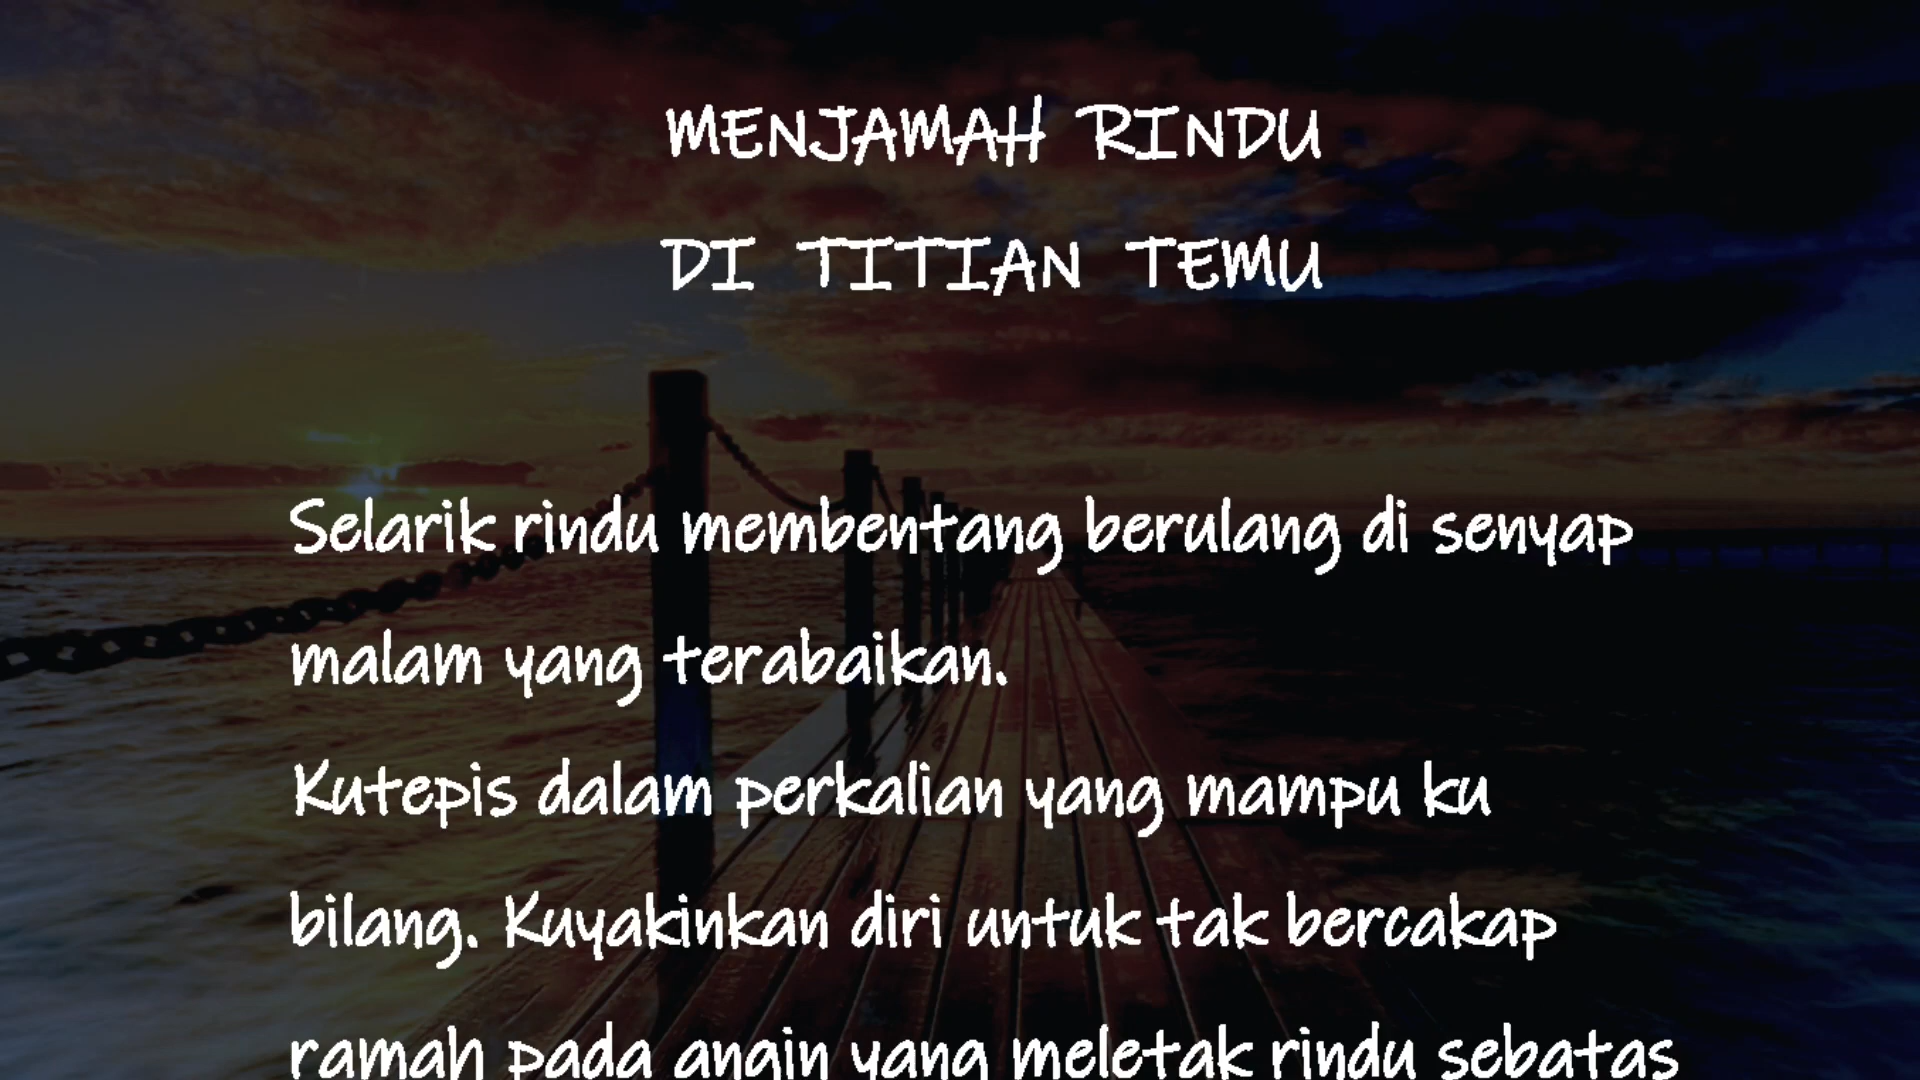 MENJAMAH RINDU
DI TITIAN TEMU
Selarik rindu membentang berulang di senyap
malam yang terabaikan.
Kutepis dalam perkalian yang mampu ku
bilang. Kuyakinkan diri untuk tak bercakap
ramah pada angin yang meletak rindu sebatas